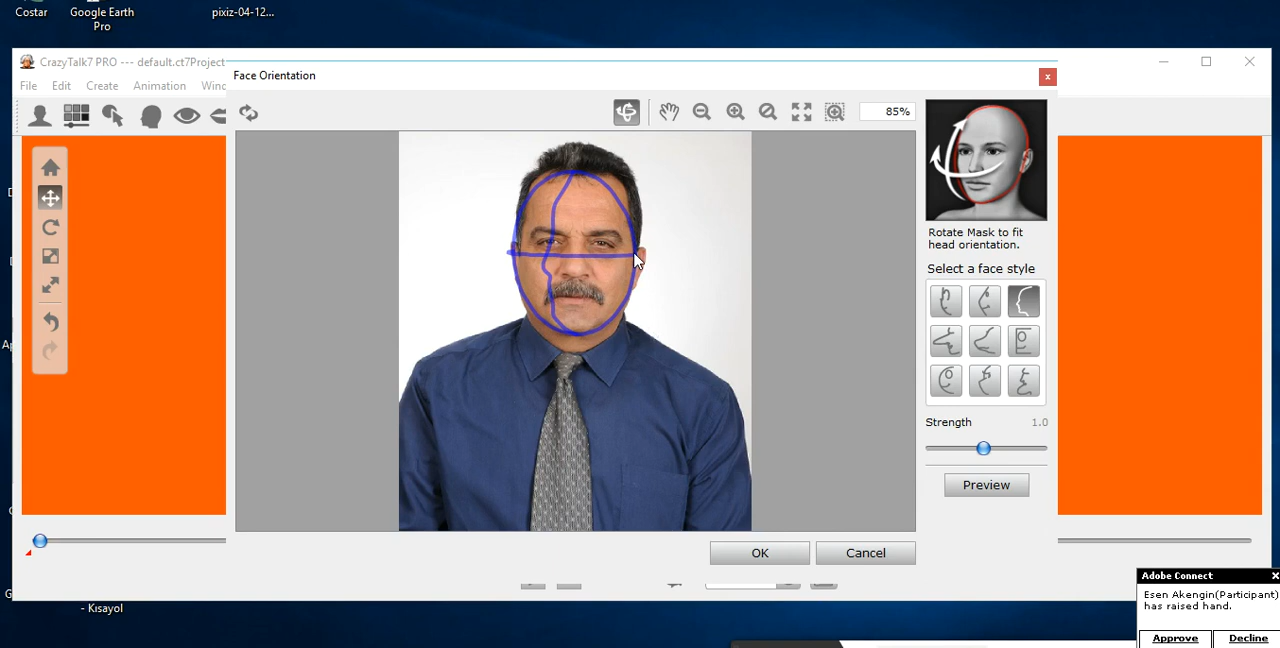 Costar
Google Earth
Pro
pixiz-04-12...
CrazyTalk7 PRO --- default.ct7Project
File Edit Create Animation Winc
Face Orientation
x
85%
Rotate Mask to fit
head orientation.
Select a face style
Strength 1.0
Preview
OK Cancel
- Kısayol
Adobe Connect X
Esen Akengin(Participant)
has raised hand.
Approve Decline